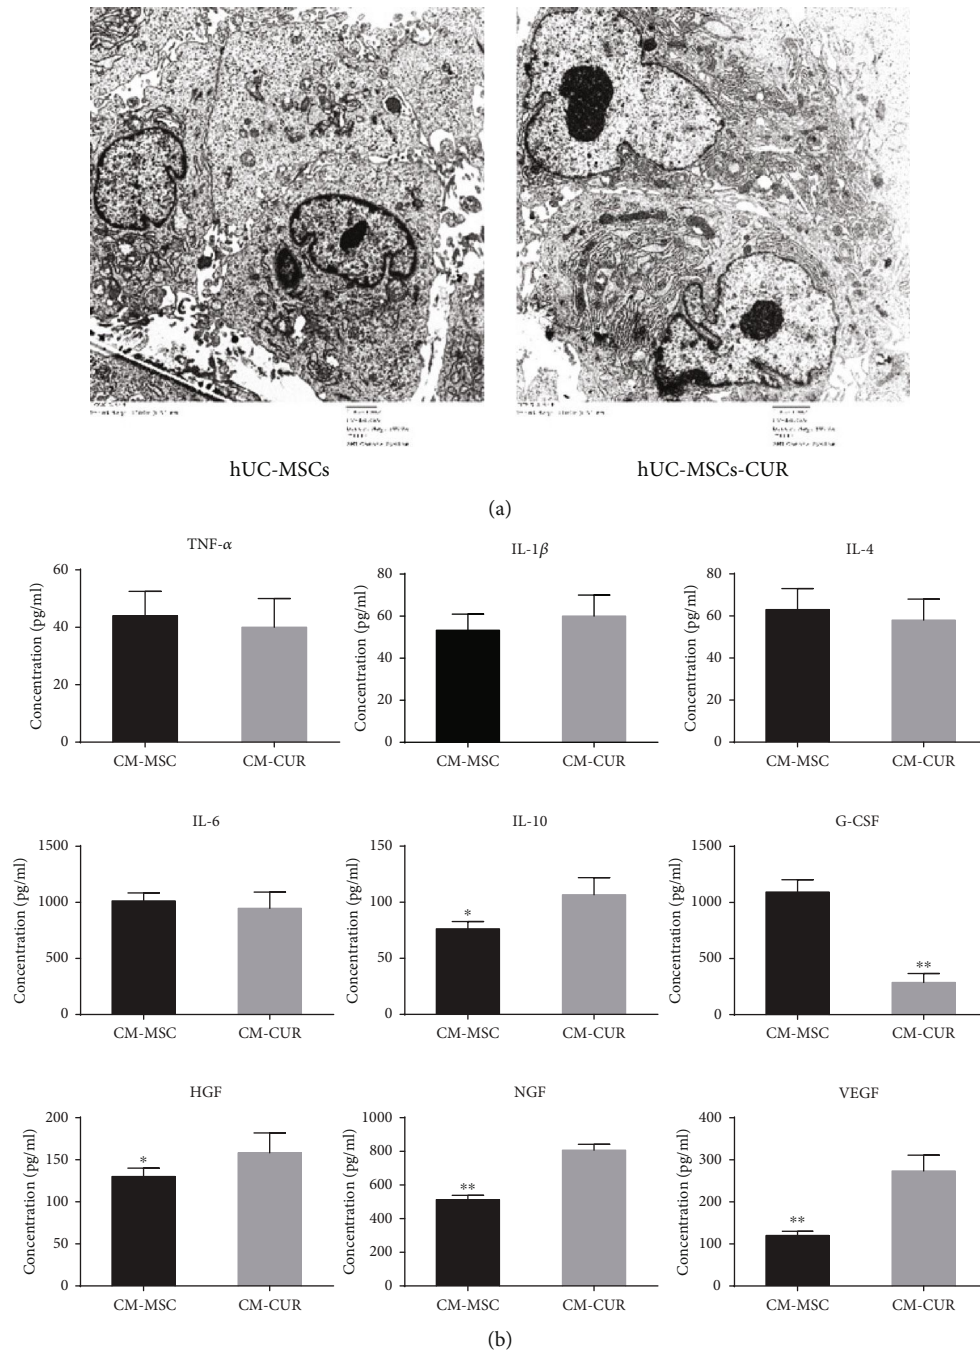 hUC-MSCs
hUC-MSCs-CUR
(a)
TNF-α
IL-1β
IL-4
Concentration (pg/ml)
60
40
20
0
CM-MSC
CM-CUR
Concentration (pg/ml)
80
60
40
20
0
CM-MSC
CM-CUR
Concentration (pg/ml)
80
60
40
20
0
CM-MSC
CM-CUR
IL-6
IL-10
G-CSF
Concentration (pg/ml)
1500
1000
500
0
CM-MSC
CM-CUR
Concentration (pg/ml)
150
100
50
0
*
CM-MSC
CM-CUR
Concentration (pg/ml)
1500
1000
500
0
**
CM-MSC
CM-CUR
HGF
NGF
VEGF
Concentration (pg/ml)
200
150
100
50
0
*
CM-MSC
CM-CUR
Concentration (pg/ml)
1000
800
600
400
200
0
**
CM-MSC
CM-CUR
Concentration (pg/ml)
400
300
200
100
0
**
CM-MSC
CM-CUR
(b)